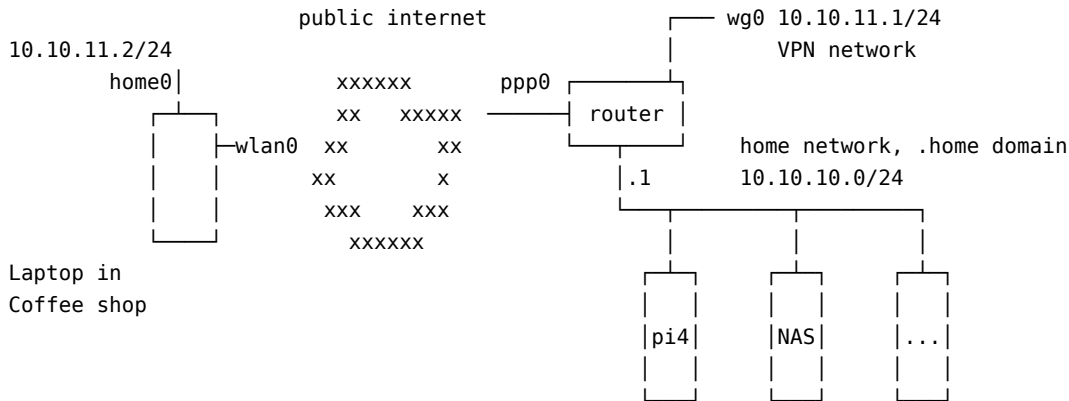 public internet
wg0 10.10.11.1/24
10.10.11.2/24
VPN network
home0
xxxxxx
ppp0
xx xxxxx
router
wlan0
xx xx
home network, .home domain
xx x
.1
10.10.10.0/24
xxx xxx
xxxxxx
Laptop in
Coffee shop
pi4
NAS
...